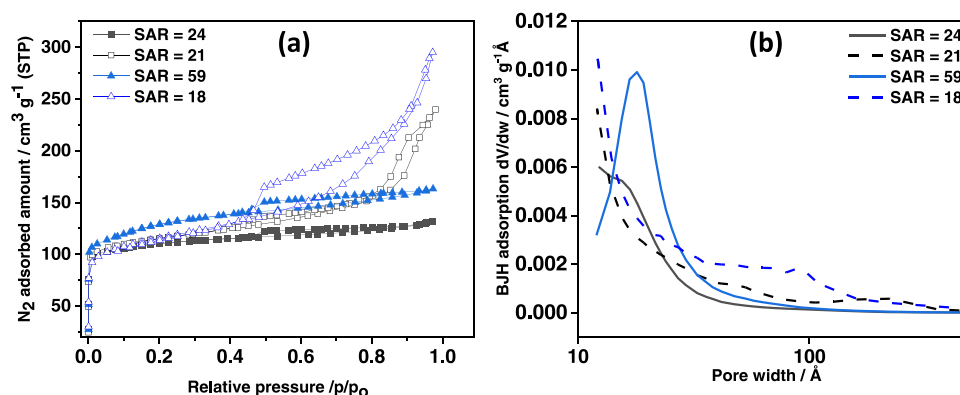 (a)
SAR = 24
SAR = 21
SAR = 59
SAR = 18
N2 adsorbed amount / cm3 g-1 (STP)
300
250
200
150
100
50
0.0 0.2 0.4 0.6 0.8 1.0
Relative pressure /p/po
(b)
SAR = 24
SAR = 21
SAR = 59
SAR = 18
BJH adsorption dV/dw / cm3 g-1Å
0.012
0.010
0.008
0.006
0.004
0.002
0.000
10 100
Pore width / Å